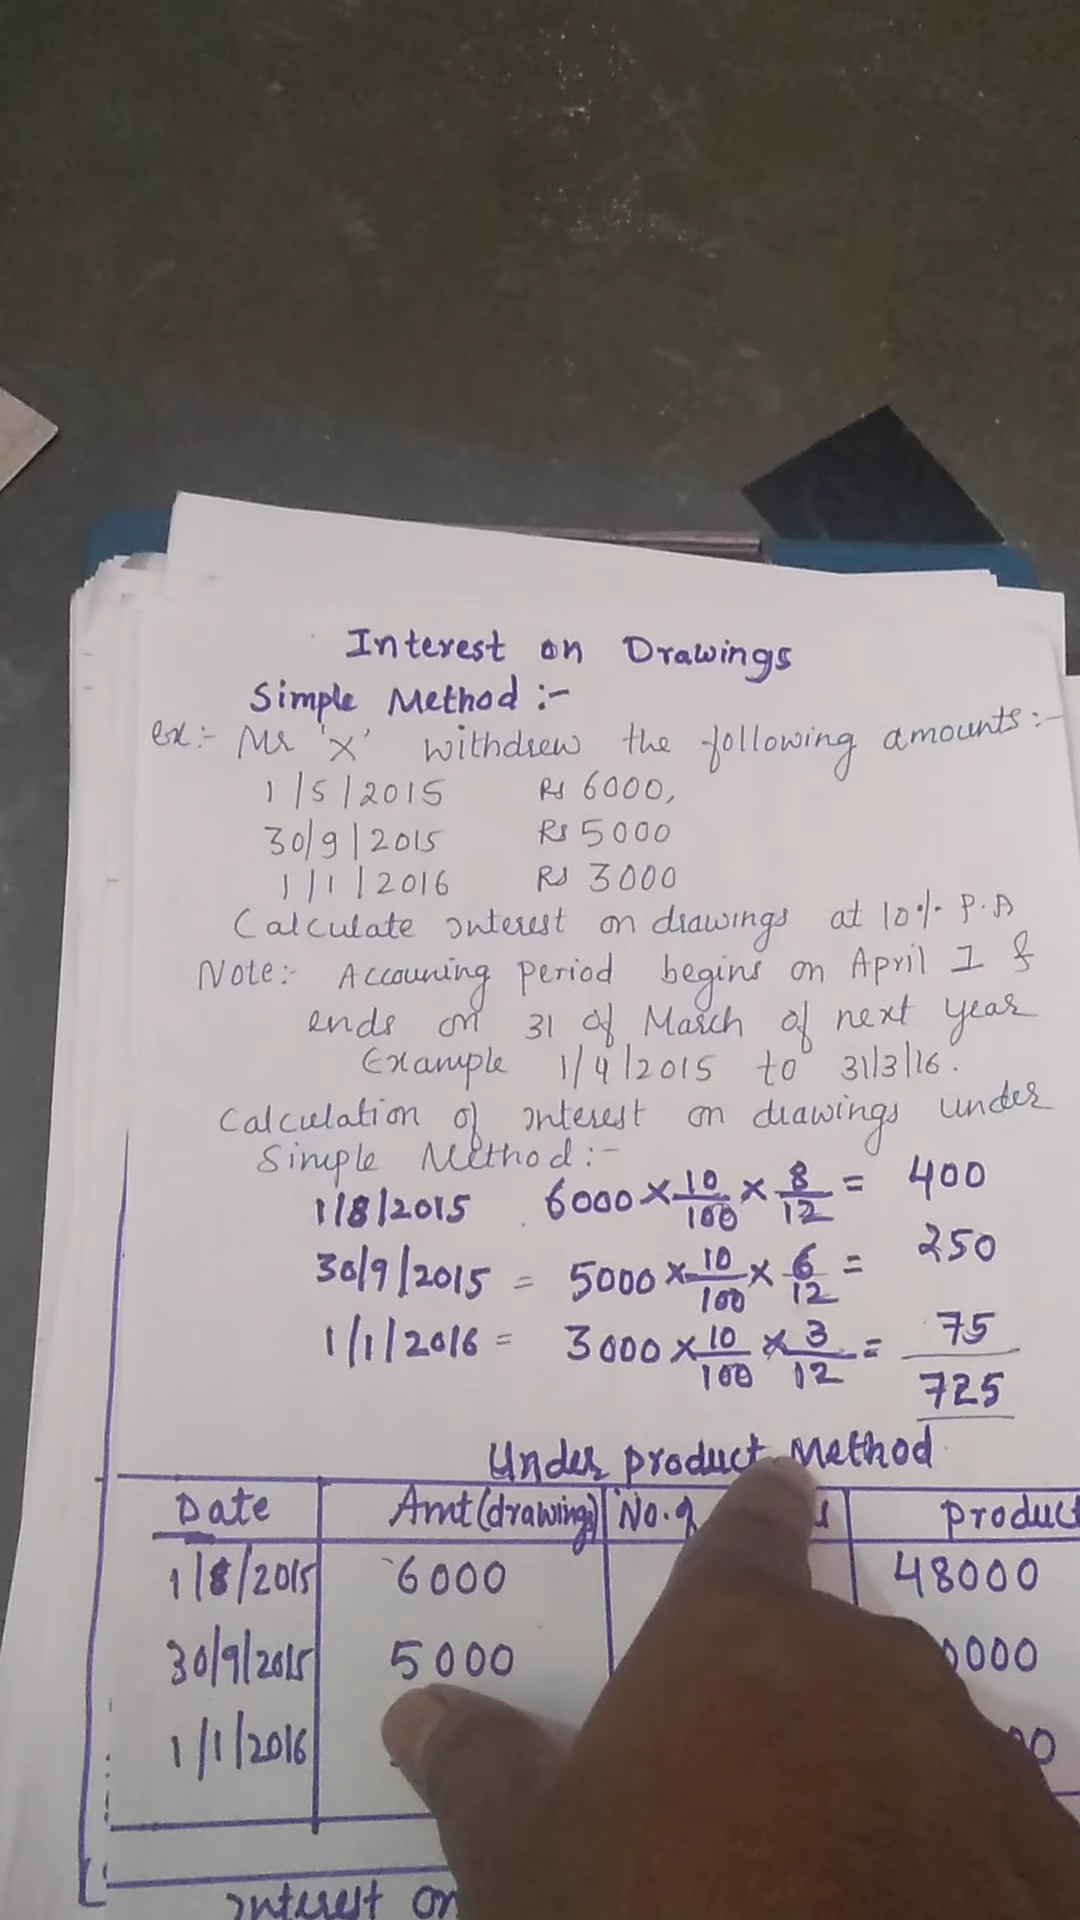 Interest on Drawings
Simple Method :-
ex:- Mr 'X' withdrew the following amounts:-
1/5/2015 Rs 6000,
30/9/2015 Rs 5000
1/1/2016 Rs 3000
Calculate interest on drawings at 10% P.A
Note:- Accouning period begins on April 1 &
ends on 31 of March of next year
Example 1/4/2015 to 31/3/16.
Calculation of interest on drawings under
Simple Method:-
1/8/2015 6000 × 10/100 × 8/12 = 400
30/9/2015 = 5000 × 10/100 × 6/12 = 250
1/1/2016 = 3000 × 10/100 × 3/12 = 75
725
Under product Method
Date Amt(drawings) No. of product
1/8/2015 6000 48000
30/9/2015 5000 0000
1/1/2016
interest on